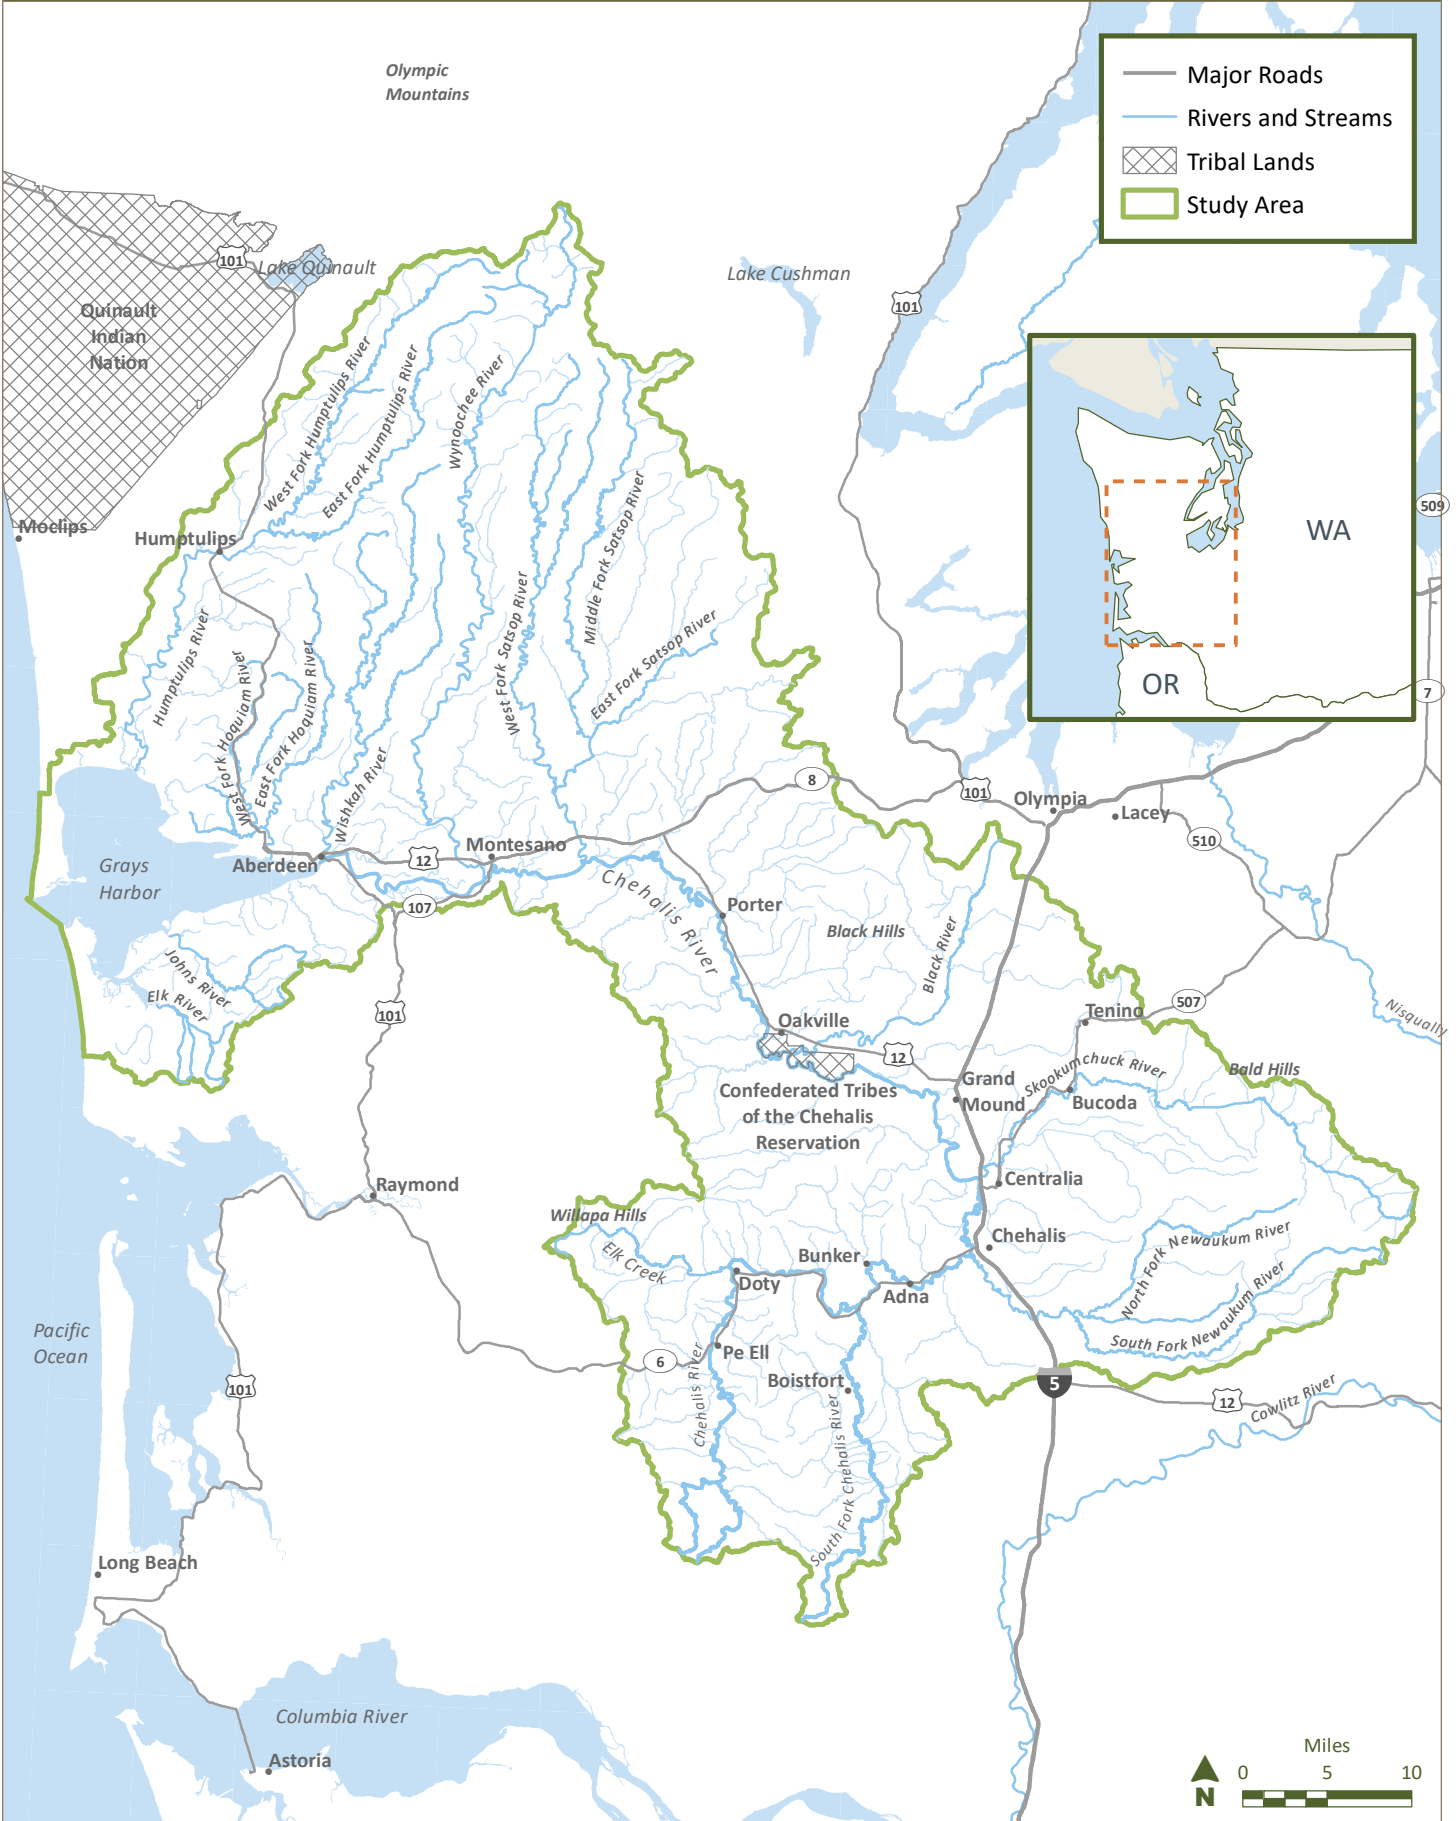 Olympic
Mountains
Major Roads
Rivers and Streams
Tribal Lands
Study Area
101
Lake Quinault
Lake Cushman
101
Quinault
Indian
Nation
West Fork Humptulips River
East Fork Humptulips River
Wynoochee River
WA
OR
509
7
Moclips
Humptulips
Middle Fork Satsop River
West Fork Satsop River
East Fork Satsop River
Humptulips River
West Fork Hoquiam River
East Fork Hoquiam River
Wishkah River
8
101
Olympia
Lacey
510
Grays
Harbor
Aberdeen
12
Montesano
107
Chehalis River
Porter
Black Hills
Black River
Johns River
Elk River
101
Oakville
12
Tenino
507
Nisqually
Confederated Tribes
of the Chehalis
Reservation
Grand
Mound
Skookumchuck River
Bucoda
Bald Hills
Centralia
Raymond
Willapa Hills
Elk Creek
Bunker
Chehalis
Doty
Adna
North Fork Newaukum River
South Fork Newaukum River
Pacific
Ocean
6
Pe Ell
Boistfort
Chehalis River
South Fork Chehalis River
5
12
Cowlitz River
101
Long Beach
Columbia River
Astoria
Miles
0 5 10
N